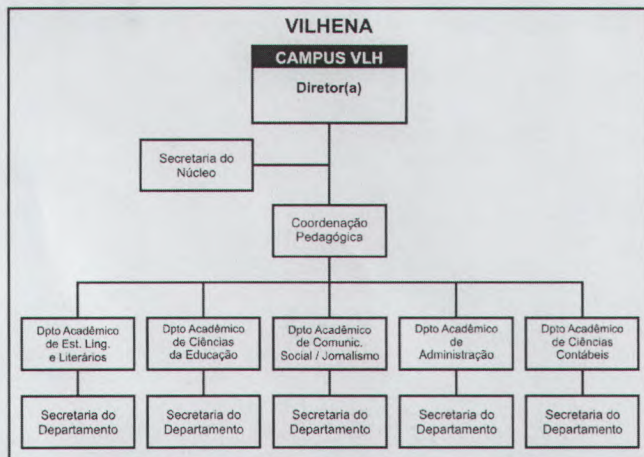 VILHENA
CAMPUS VLH
Diretor(a)
Secretaria do
Núcleo
Coordenação
Pedagógica
Dpto Acadêmico
de Est. Ling.
e Literários
Dpto Acadêmico
de Ciências
da Educação
Dpto Acadêmico
de Comunic.
Social / Jornalismo
Dpto Acadêmico
de
Administração
Dpto Acadêmico
de Ciências
Contábeis
Secretaria do
Departamento
Secretaria do
Departamento
Secretaria do
Departamento
Secretaria do
Departamento
Secretaria do
Departamento